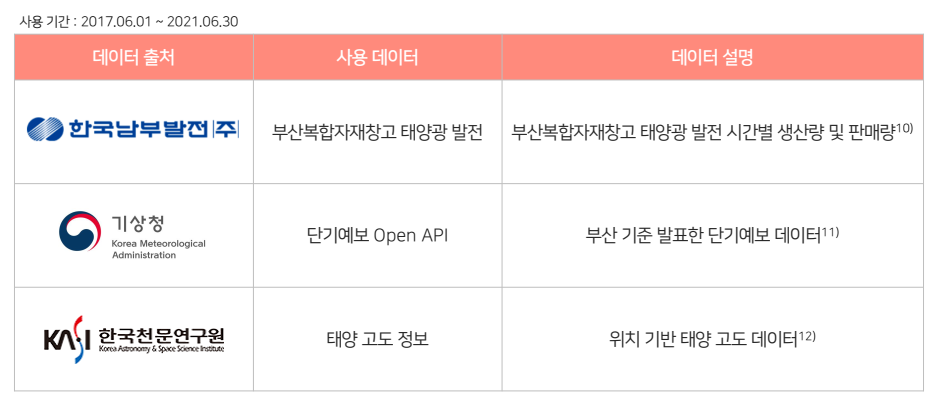 사용 기간 : 2017.06.01 ~ 2021.06.30
데이터 출처 사용 데이터 데이터 설명
한국남부발전|주| 부산복합자재창고 태양광 발전 부산복합자재창고 태양광 발전 시간별 생산량 및 판매량10)
기상청
Korea Meteorological
Administration
단기예보 Open API 부산 기준 발표한 단기예보 데이터11)
KASI 한국천문연구원
Korea Astronomy & Space Science Institute
태양 고도 정보 위치 기반 태양 고도 데이터12)